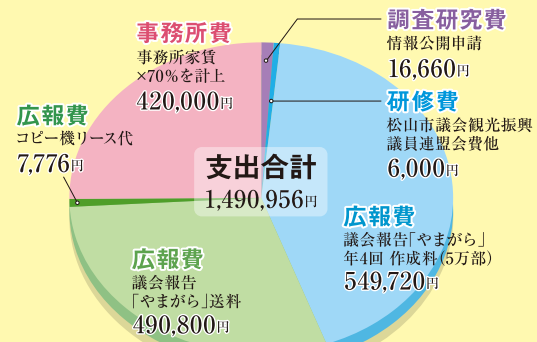 調査研究費
情報公開申請
16,660円
研修費
松山市議会観光振興
議員連盟会費他
6,000円
広報費
議会報告「やまがら」
年4回 作成料(5万部)
549,720円
広報費
議会報告
「やまがら」送料
490,800円
広報費
コピー機リース代
7,776円
事務所費
事務所家賃
×70%を計上
420,000円
支出合計
1,490,956円